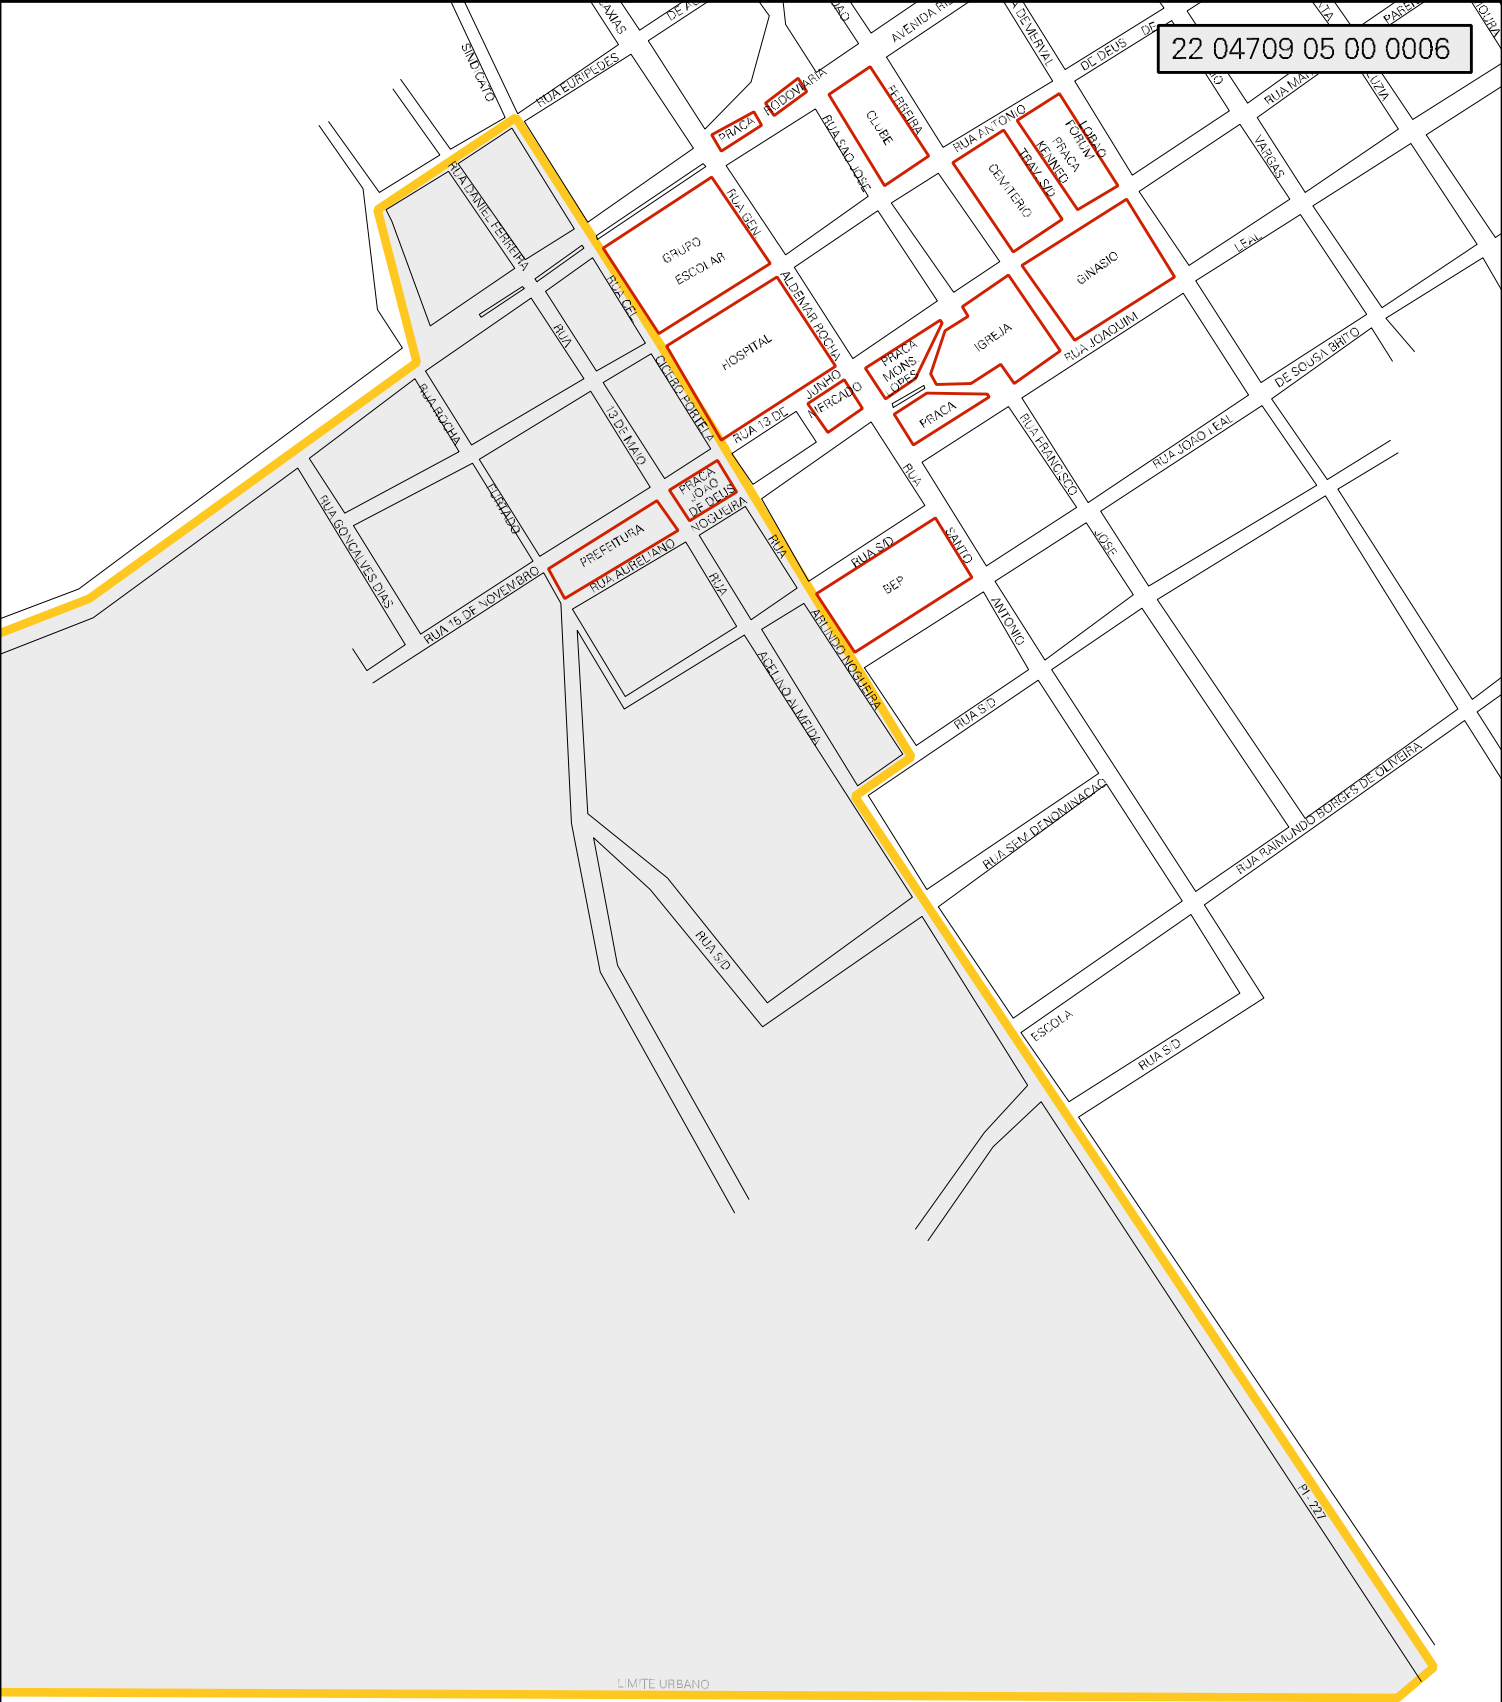 22 04709 05 00 0006
SINDICATO
RUA EURIPEDES
DE DEUS
DE
RODOVIARIA
PRACA
CLUBE
FERREIRA
RUA SAO JOSE
RUA ANTONIO
LOBAO
FORUM
PRACA
KENNED
TRAV. S/D
CEMITERIO
VARGAS
RUA DANIEL FERREIRA
RUA GEN
ALDEMAR ROCHA
GRUPO
ESCOLAR
GINASIO
LEAL
RUA CEL
CICERO PORTELA
HOSPITAL
IGREJA
RUA JOAQUIM
DE SOUSA BRITO
PRACA
MONS.
LOPES
RUA
13 DE MAIO
RUA 13 DE
JUNHO
MERCADO
PRACA
RUA ROCHA
FURTADO
RUA FRANCISCO
JOSE
RUA JOAO LEAL
RUA
SANTO
ANTONIO
PRACA
JOAO
DE DEUS
NOGUEIRA
RUA AURELIANO
PREFEITURA
RUA GONCALVES DIAS
RUA 15 DE NOVEMBRO
RUA
ARLINDO NOGUEIRA
RUA S/D
BEP
RUA
ACELINO ALMEIDA
RUA S/D
RUA SEM DENOMINACAO
RUA RAIMUNDO BORGES DE OLIVEIRA
RUA S/D
ESCOLA
RUA S/D
PI - 227
LIMITE URBANO